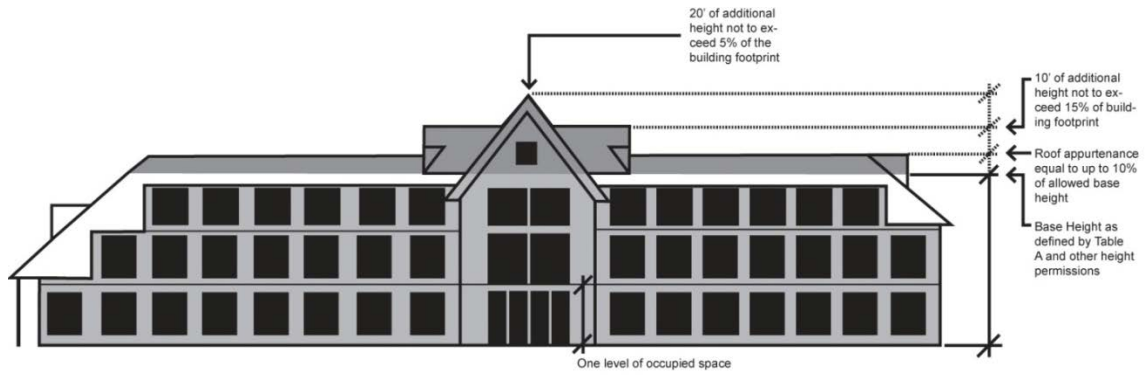 20' of additional
height not to ex-
ceed 5% of the
building footprint
10' of additional
height not to ex-
ceed 15% of build-
ing footprint
Roof appurtenance
equal to up to 10%
of allowed base
height
Base Height as
defined by Table
A and other height
permissions
One level of occupied space